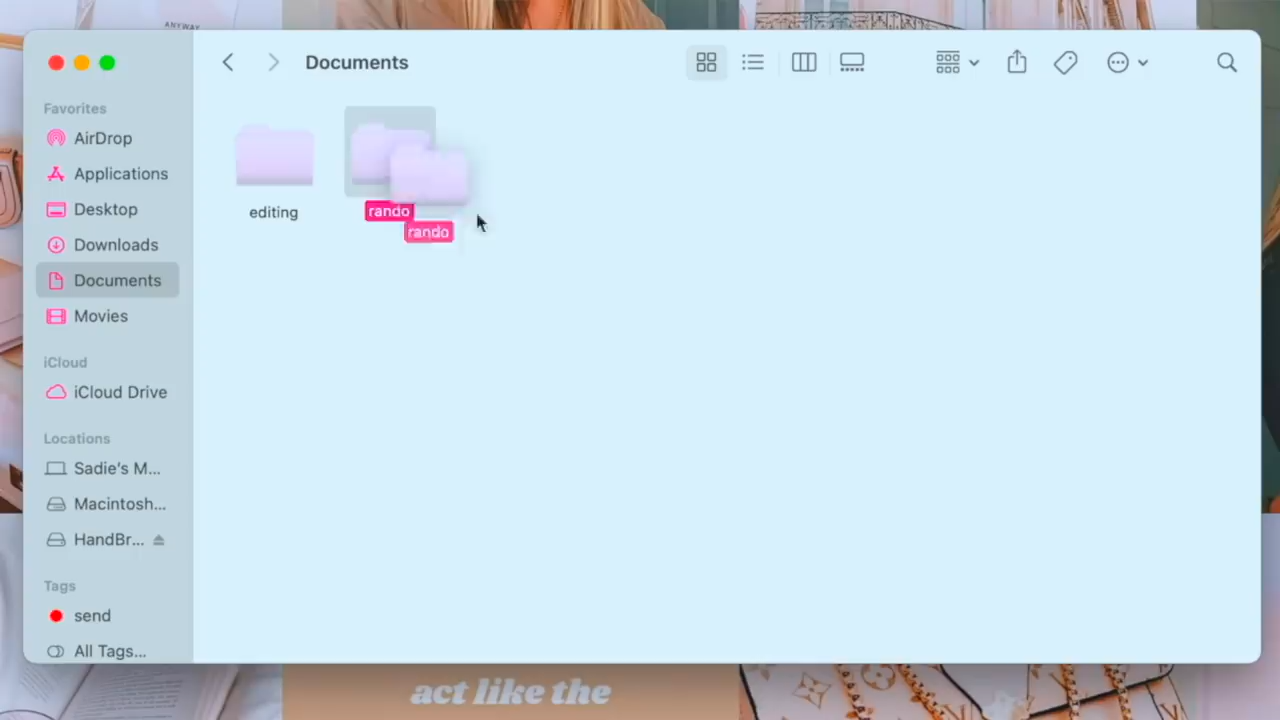 ANYWAY
Documents
Favorites
AirDrop
Applications
Desktop
Downloads
Documents
Movies
iCloud
iCloud Drive
Locations
Sadie's M...
Macintosh...
HandBr...
Tags
send
All Tags...
editing
rando
rando
act like the